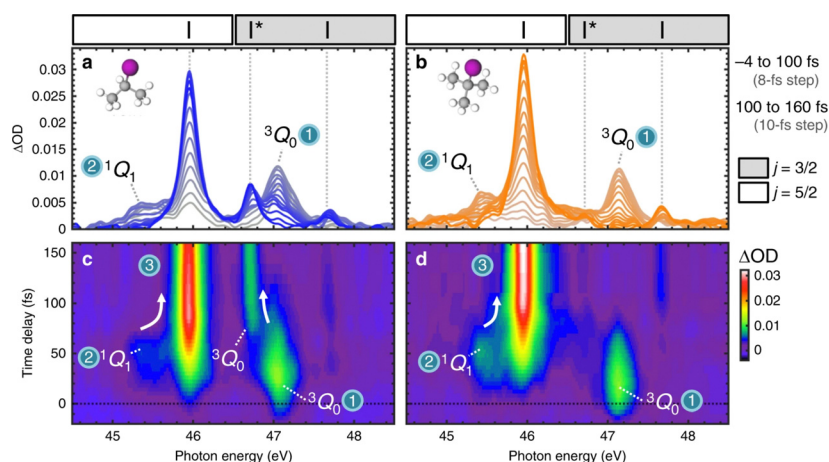 *
*
a
b
−4 to 100 fs
(8-fs step)
100 to 160 fs
(10-fs step)
j = 3/2
j = 5/2
ΔOD
0.03
0.025
0.02
0.015
0.01
0.005
0
2 ¹Q₁
³Q₀ 1
2 ¹Q₁
³Q₀ 1
c
d
3
3
2 ¹Q₁
³Q₀
³Q₀ 1
2 ¹Q₁
³Q₀ 1
Time delay (fs)
150
100
50
0
45 46 47 48
45 46 47 48
Photon energy (eV)
Photon energy (eV)
ΔOD
0.03
0.02
0.01
0